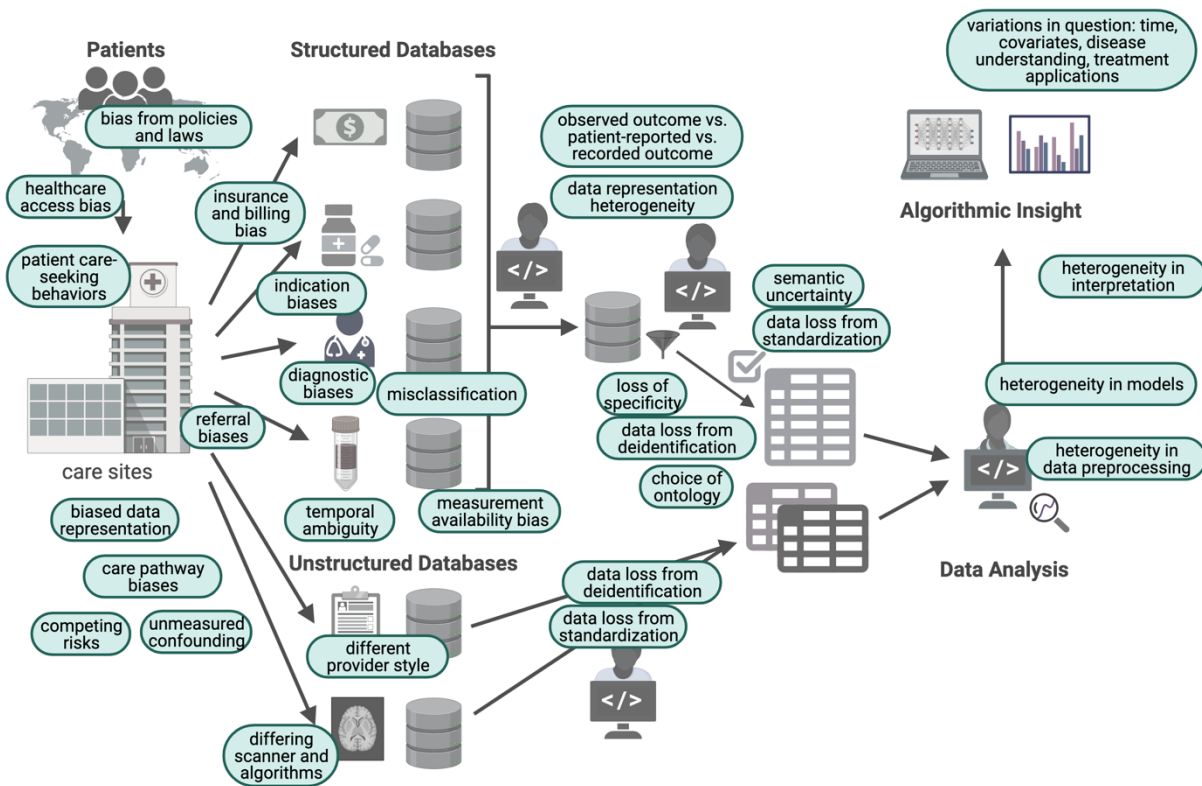 Patients
bias from policies
and laws
healthcare
access bias
patient care-
seeking
behaviors
referral
biases
care sites
biased data
representation
care pathway
biases
competing
risks
unmeasured
confounding
Structured Databases
$
insurance
and billing
bias
indication biases
diagnostic
biases
misclassification
temporal
ambiguity
measurement
availability bias
Unstructured Databases
different
provider style
differing
scanner and
algorithms
observed outcome vs.
patient-reported vs.
recorded outcome
data representation
heterogeneity
</>
</>
semantic
uncertainty
data loss from
standardization
loss of
specificity
data loss from
deidentification
choice of
ontology
data loss from
deidentification
data loss from
standardization
</>
variations in question: time,
covariates, disease
understanding, treatment
applications
Algorithmic Insight
heterogeneity in
interpretation
heterogeneity in models
heterogeneity in
data preprocessing
</>
Data Analysis